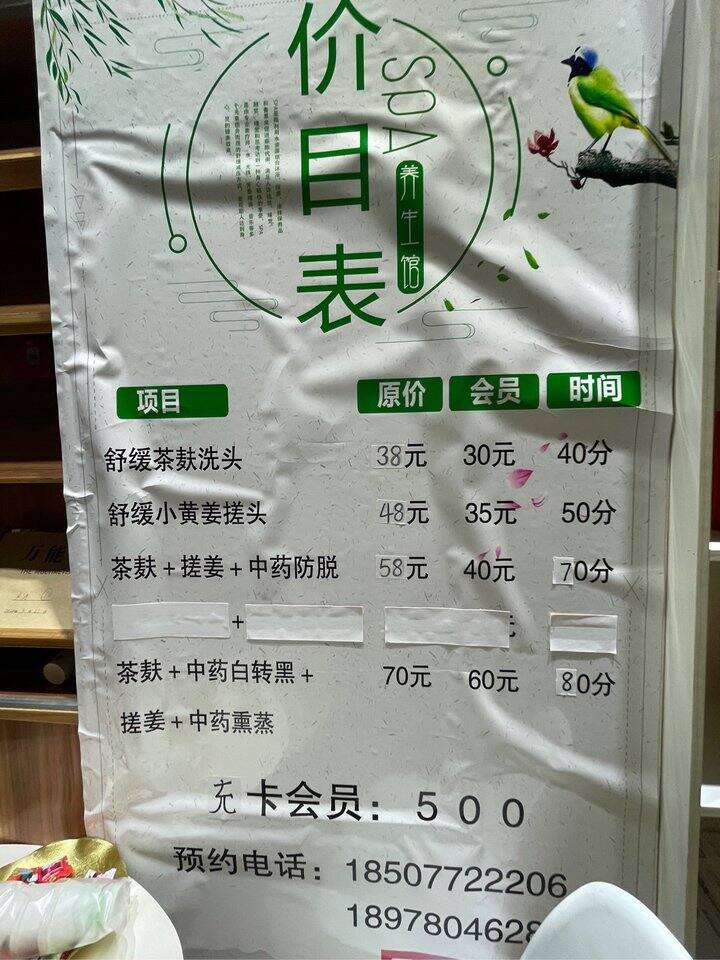 价目表
SPA
养生馆
项目 原价 会员 时间
舒缓茶麸洗头 38元 30元 40分
舒缓小黄姜搓头 48元 35元 50分
茶麸+搓姜+中药防脱 58元 40元 70分
+
茶麸+中药白转黑+ 70元 60元 80分
搓姜+中药熏蒸
充卡会员：500
预约电话：18507722206
1897804628
万能